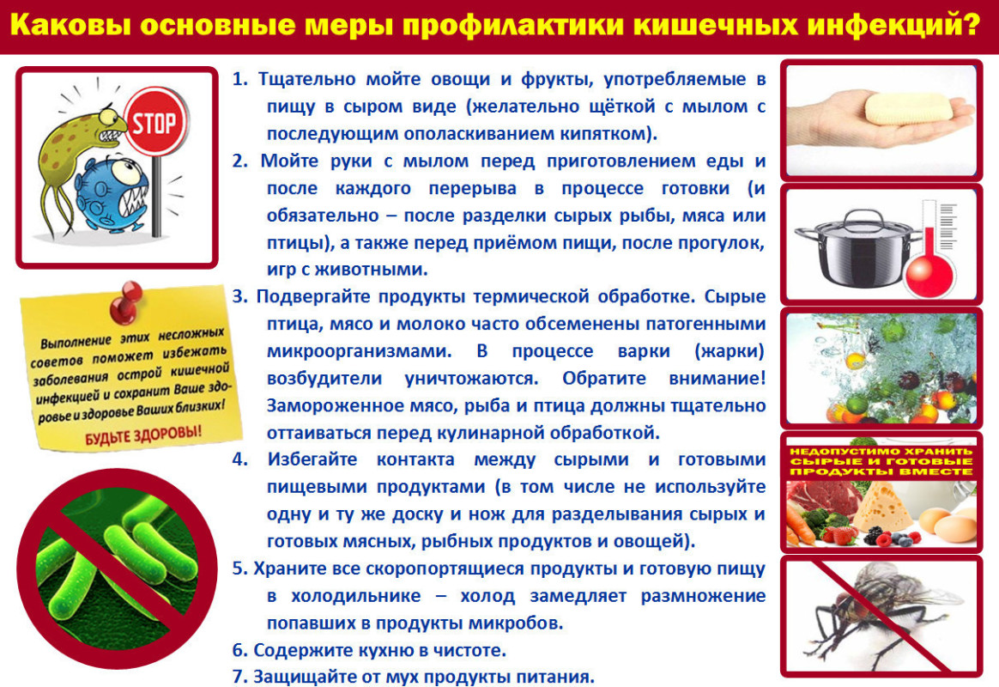 Каковы основные меры профилактики кишечных инфекций?
STOP
Выполнение этих несложных
советов поможет избежать
заболевания острой кишечной
инфекцией и сохранит Ваше здо-
ровье и здоровье Ваших близких!
БУДЬТЕ ЗДОРОВЫ!
1. Тщательно мойте овощи и фрукты, употребляемые в
пищу в сыром виде (желательно щёткой с мылом с
последующим ополаскиванием кипятком).
2. Мойте руки с мылом перед приготовлением еды и
после каждого перерыва в процессе готовки (и
обязательно – после разделки сырых рыбы, мяса или
птицы), а также перед приёмом пищи, после прогулок,
игр с животными.
3. Подвергайте продукты термической обработке. Сырые
птица, мясо и молоко часто обсеменены патогенными
микроорганизмами. В процессе варки (жарки)
возбудители уничтожаются. Обратите внимание!
Замороженное мясо, рыба и птица должны тщательно
оттаиваться перед кулинарной обработкой.
4. Избегайте контакта между сырыми и готовыми
пищевыми продуктами (в том числе не используйте
одну и ту же доску и нож для разделывания сырых и
готовых мясных, рыбных продуктов и овощей).
5. Храните все скоропортящиеся продукты и готовую пищу
в холодильнике – холод замедляет размножение
попавших в продукты микробов.
6. Содержите кухню в чистоте.
7. Защищайте от мух продукты питания.
НЕДОПУСТИМО ХРАНИТЬ
СЫРЫЕ И ГОТОВЫЕ
ПРОДУКТЫ ВМЕСТЕ